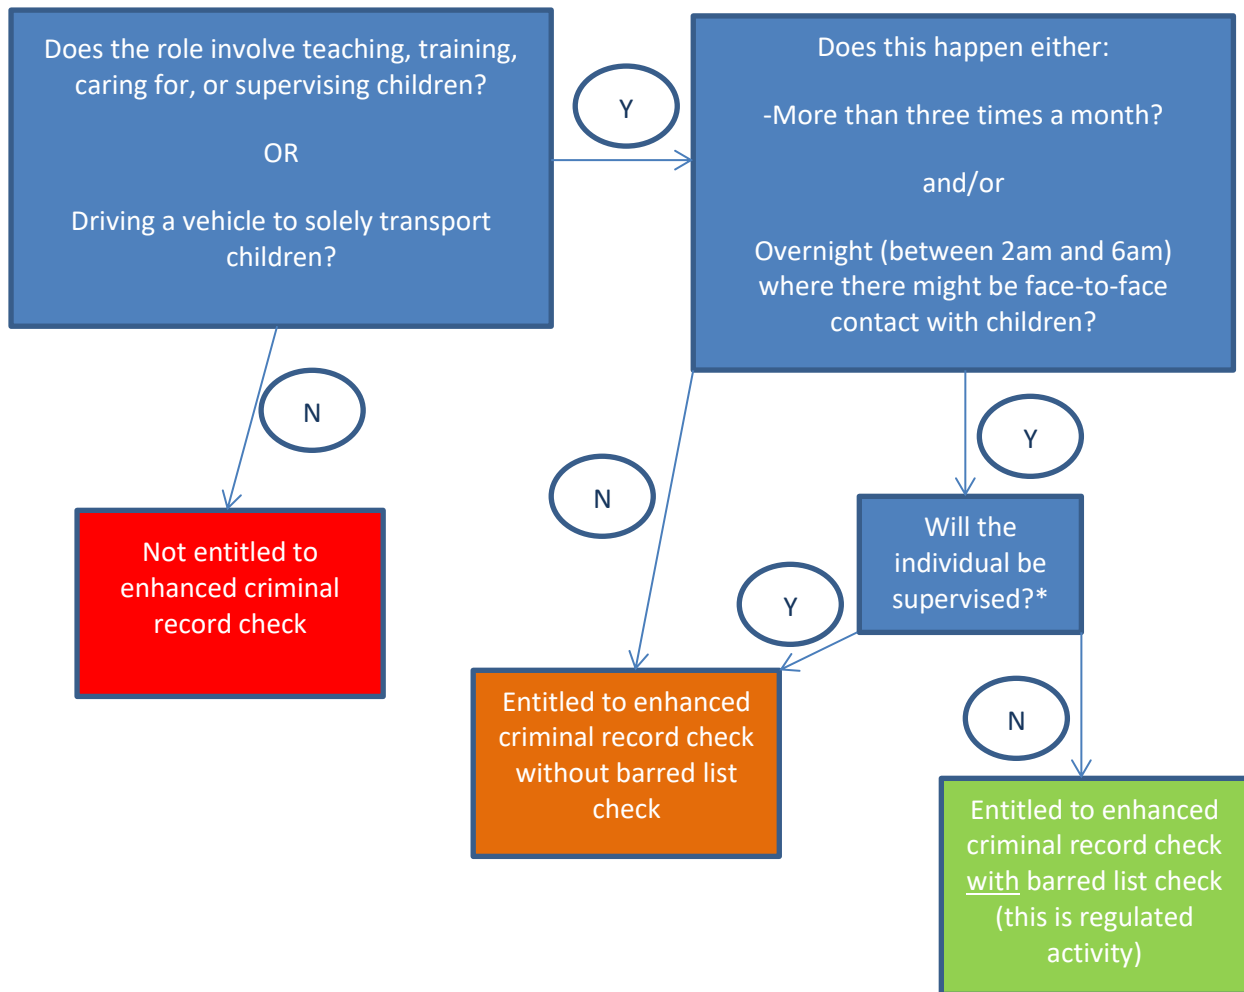 Does the role involve teaching, training,
caring for, or supervising children?
OR
Driving a vehicle to solely transport
children?
Y
Does this happen either:
-More than three times a month?
and/or
Overnight (between 2am and 6am)
where there might be face-to-face
contact with children?
N
N
Y
Not entitled to
enhanced criminal
record check
Will the
individual be
supervised?*
Y
N
Entitled to enhanced
criminal record check
without barred list
check
Entitled to enhanced
criminal record check
with barred list check
(this is regulated
activity)